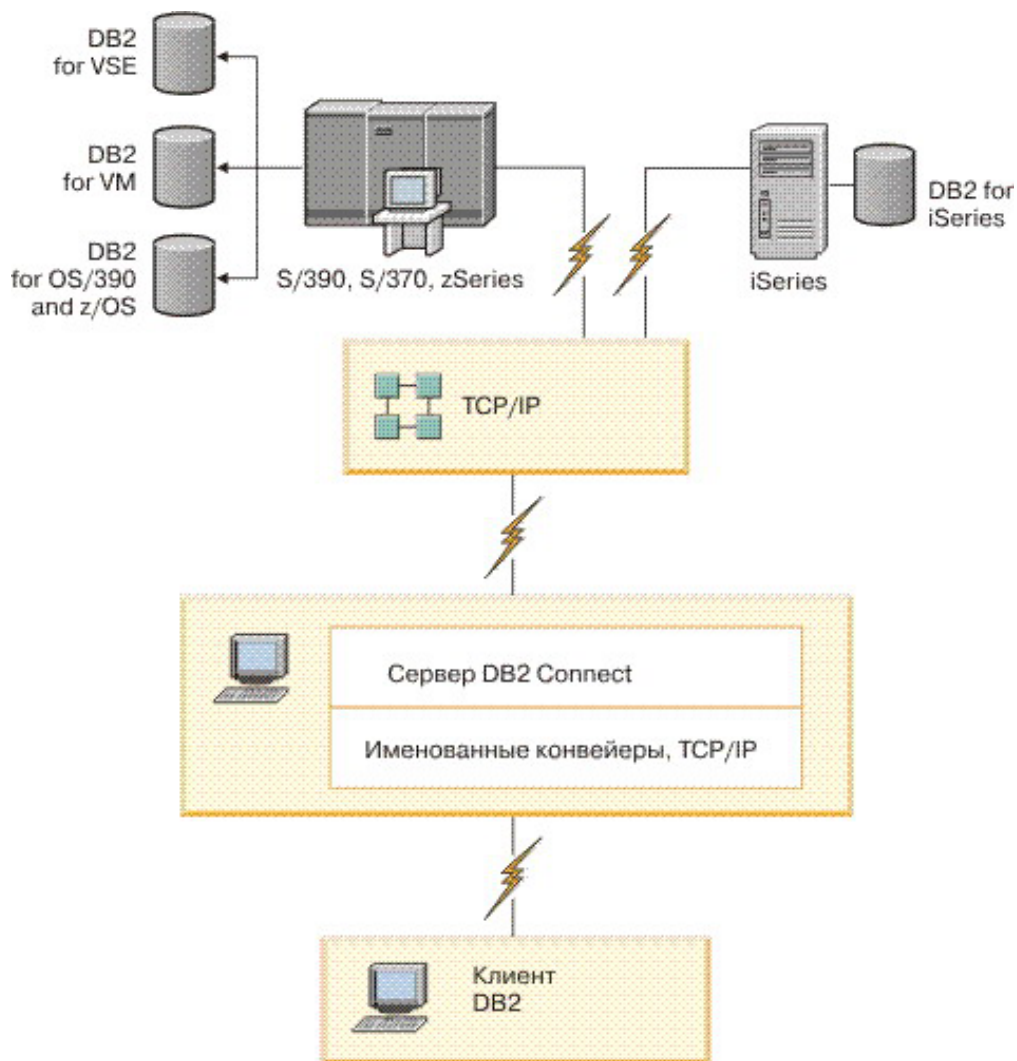 DB2
for VSE
DB2
for VM
DB2
for OS/390
and z/OS
S/390, S/370, zSeries
iSeries
DB2 for
iSeries
TCP/IP
Сервер DB2 Connect
Именованные конвейеры, TCP/IP
Клиент
DB2